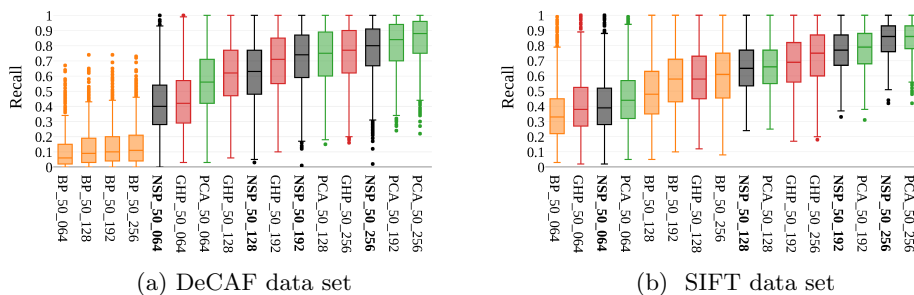 1
0.9
0.8
0.7
0.6
0.5
0.4
0.3
0.2
0.1
0
Recall
BP_50_064
BP_50_128
BP_50_192
BP_50_256
NSP_50_064
GHP_50_064
PCA_50_064
GHP_50_128
NSP_50_128
GHP_50_192
NSP_50_192
PCA_50_128
GHP_50_256
NSP_50_256
PCA_50_192
PCA_50_256
(a) DeCAF data set
1
0.9
0.8
0.7
0.6
0.5
0.4
0.3
0.2
0.1
0
Recall
BP_50_064
GHP_50_064
NSP_50_064
PCA_50_064
BP_50_128
BP_50_192
GHP_50_128
BP_50_256
NSP_50_128
PCA_50_128
GHP_50_192
GHP_50_256
NSP_50_192
PCA_50_192
NSP_50_256
PCA_50_256
(b) SIFT data set